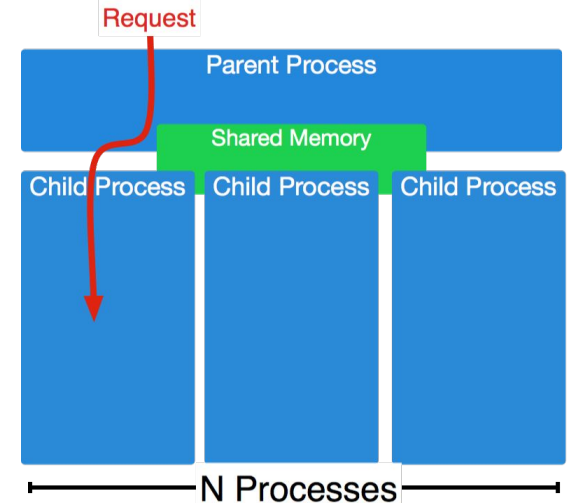 Request
Parent Process
Shared Memory
Child Process
Child Process
Child Process
N Processes